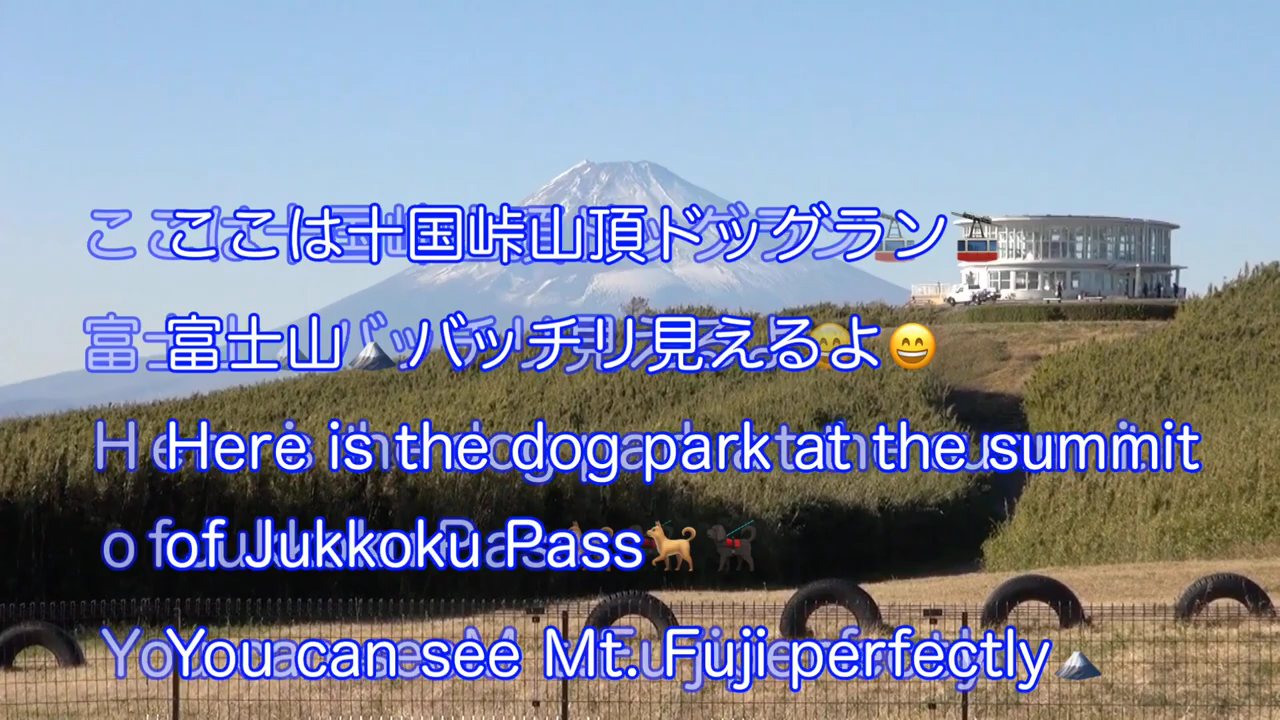 ここは十国峠山頂ドッグラン🚡
富士山🗻バッチリ見えるよ😄
Here is the dog park at the summit
of Jukkoku Pass🐕🐕‍🦺
You can see Mt. Fuji perfectly🗻